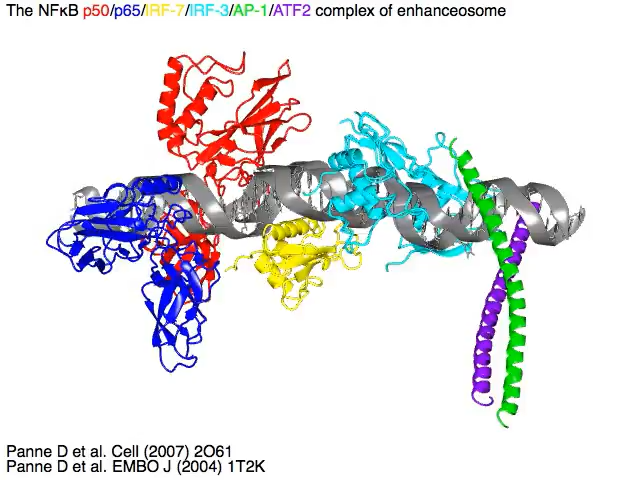 The NFκB p50/p65/IRF-7/IRF-3/AP-1/ATF2 complex of enhanceosome
Panne D et al. Cell (2007) 2O61
Panne D et al. EMBO J (2004) 1T2K